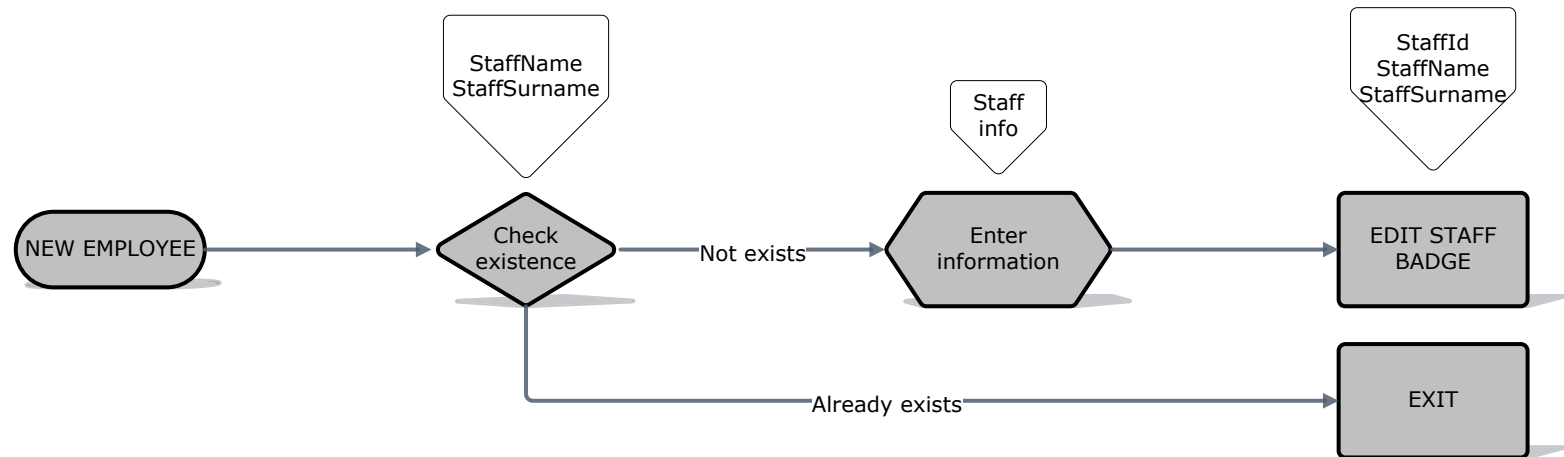 StaffName
StaffSurname
Staff
info
StaffId
StaffName
StaffSurname
NEW EMPLOYEE
Check
existence
Not exists
Enter
information
EDIT STAFF
BADGE
Already exists
EXIT